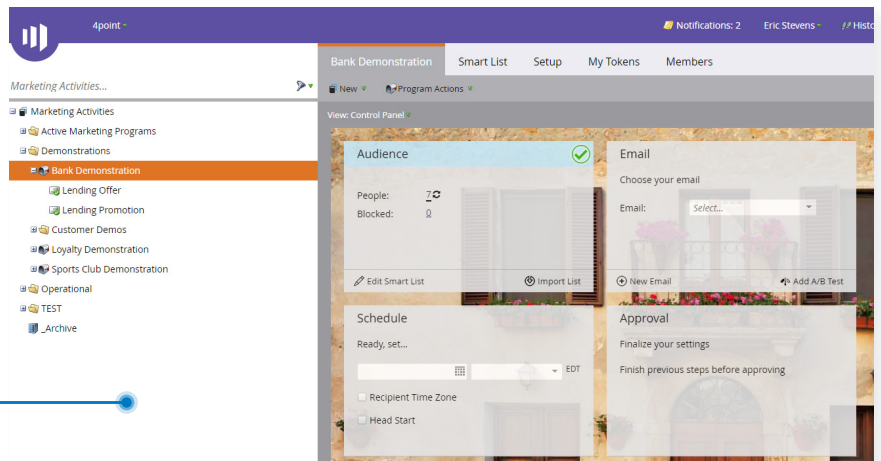 4point
Notifications: 2
Eric Stevens
Marketing Activities...
Marketing Activities
Active Marketing Programs
Demonstrations
Bank Demonstration
Lending Offer
Lending Promotion
Customer Demos
Loyalty Demonstration
Sports Club Demonstration
Operational
TEST
_Archive
Bank Demonstration
Smart List
Setup
My Tokens
Members
New
Program Actions
View: Control Panel
Audience
People: 7
Blocked: 0
Edit Smart List
Import List
Email
Choose your email
Email: Select...
New Email
Add A/B Test
Schedule
Ready, set...
EDT
Recipient Time Zone
Head Start
Approval
Finalize your settings
Finish previous steps before approving